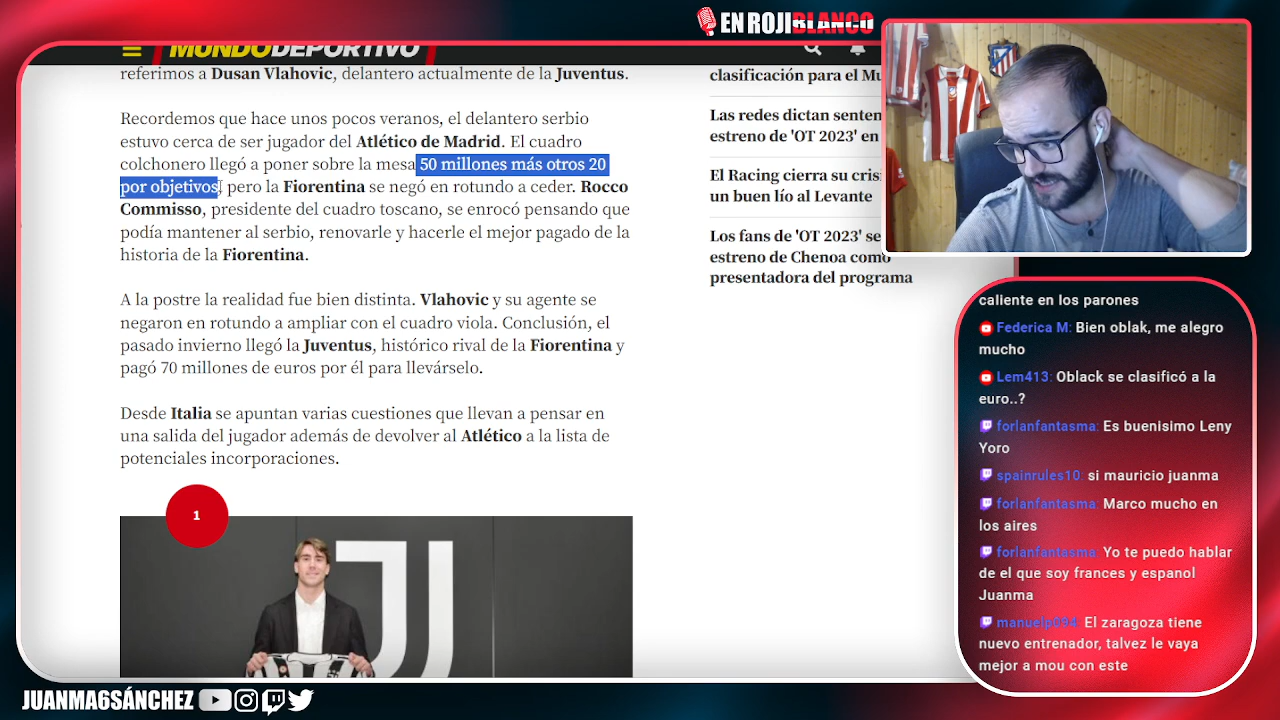 EN ROJIBLANCO
MUNDODEPORTIVO
referimos a Dusan Vlahovic, delantero actualmente de la Juventus.
Recordemos que hace unos pocos veranos, el delantero serbio
estuvo cerca de ser jugador del Atlético de Madrid. El cuadro
colchonero llegó a poner sobre la mesa 50 millones más otros 20
por objetivos, pero la Fiorentina se negó en rotundo a ceder. Rocco
Commisso, presidente del cuadro toscano, se enrocó pensando que
podía mantener al serbio, renovarle y hacerle el mejor pagado de la
historia de la Fiorentina.
A la postre la realidad fue bien distinta. Vlahovic y su agente se
negaron en rotundo a ampliar con el cuadro viola. Conclusión, el
pasado invierno llegó la Juventus, histórico rival de la Fiorentina y
pagó 70 millones de euros por él para llevárselo.
Desde Italia se apuntan varias cuestiones que llevan a pensar en
una salida del jugador además de devolver al Atlético a la lista de
potenciales incorporaciones.
1
clasificación para el Mu
Las redes dictan senten
estreno de 'OT 2023' en
El Racing cierra su cris
un buen lío al Levante
Los fans de 'OT 2023' se
estreno de Chenoa como
presentadora del programa
caliente en los parones
Federica M: Bien oblak, me alegro
mucho
Lem413: Oblack se clasificó a la
euro..?
forlanfantasma: Es buenisimo Leny
Yoro
spainrules10: si mauricio juanma
forlanfantasma: Marco mucho en
los aires
forlanfantasma: Yo te puedo hablar
de el que soy frances y espanol
Juanma
manuelp094: El zaragoza tiene
nuevo entrenador, talvez le vaya
mejor a mou con este
JUANMA6SÁNCHEZ